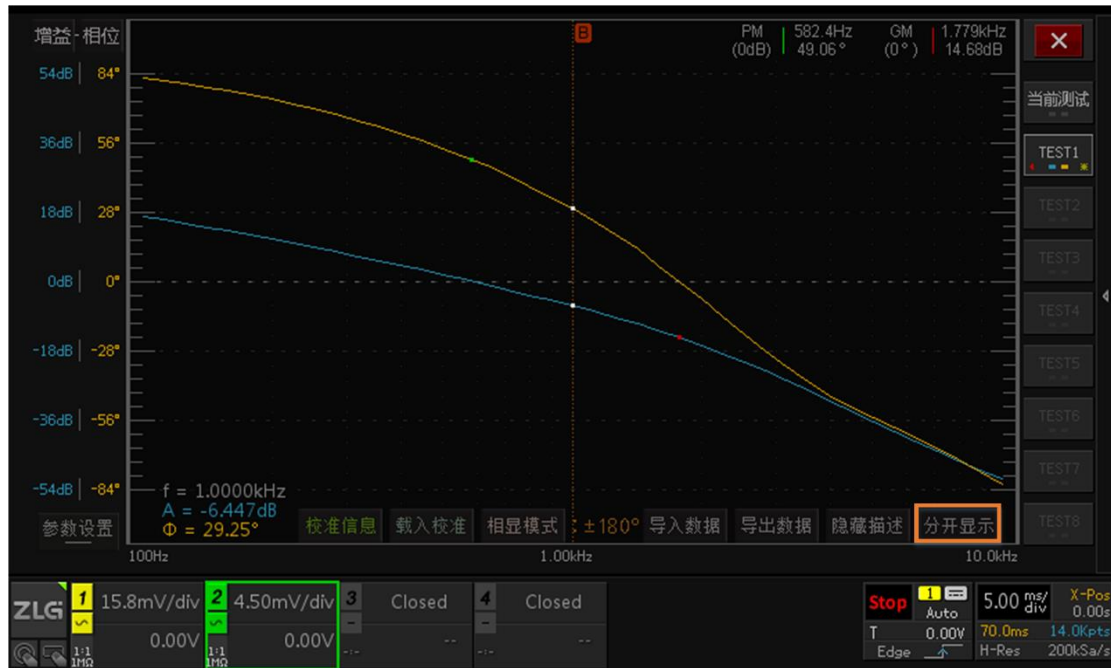 增益-相位
B
PM 582.4Hz GM 1.779kHz
(0dB) 49.06° (0°) 14.68dB
54dB 84°
当前测试
36dB 56°
TEST1
18dB 28°
TEST2
TEST3
0dB 0°
TEST4
-18dB -28°
TEST5
-36dB -56°
TEST6
TEST7
-54dB -84°
f = 1.0000kHz
A = -6.447dB
Φ = 29.25°
参数设置
校准信息 载入校准 相显模式 : ±180° 导入数据 导出数据 隐藏描述 分开显示
TEST8
100Hz 1.00kHz 10.0kHz
ZLG
1 15.8mV/div 2 4.50mV/div 3 Closed 4 Closed
0.00V 0.00V -- --
1:1 1:1 -:- -:-
1MΩ 1MΩ
Stop 1 Auto 5.00 ms/div X-Pos 0.00s
T 0.00V 70.0ms 14.0Kpts
Edge H-Res 200kSa/s